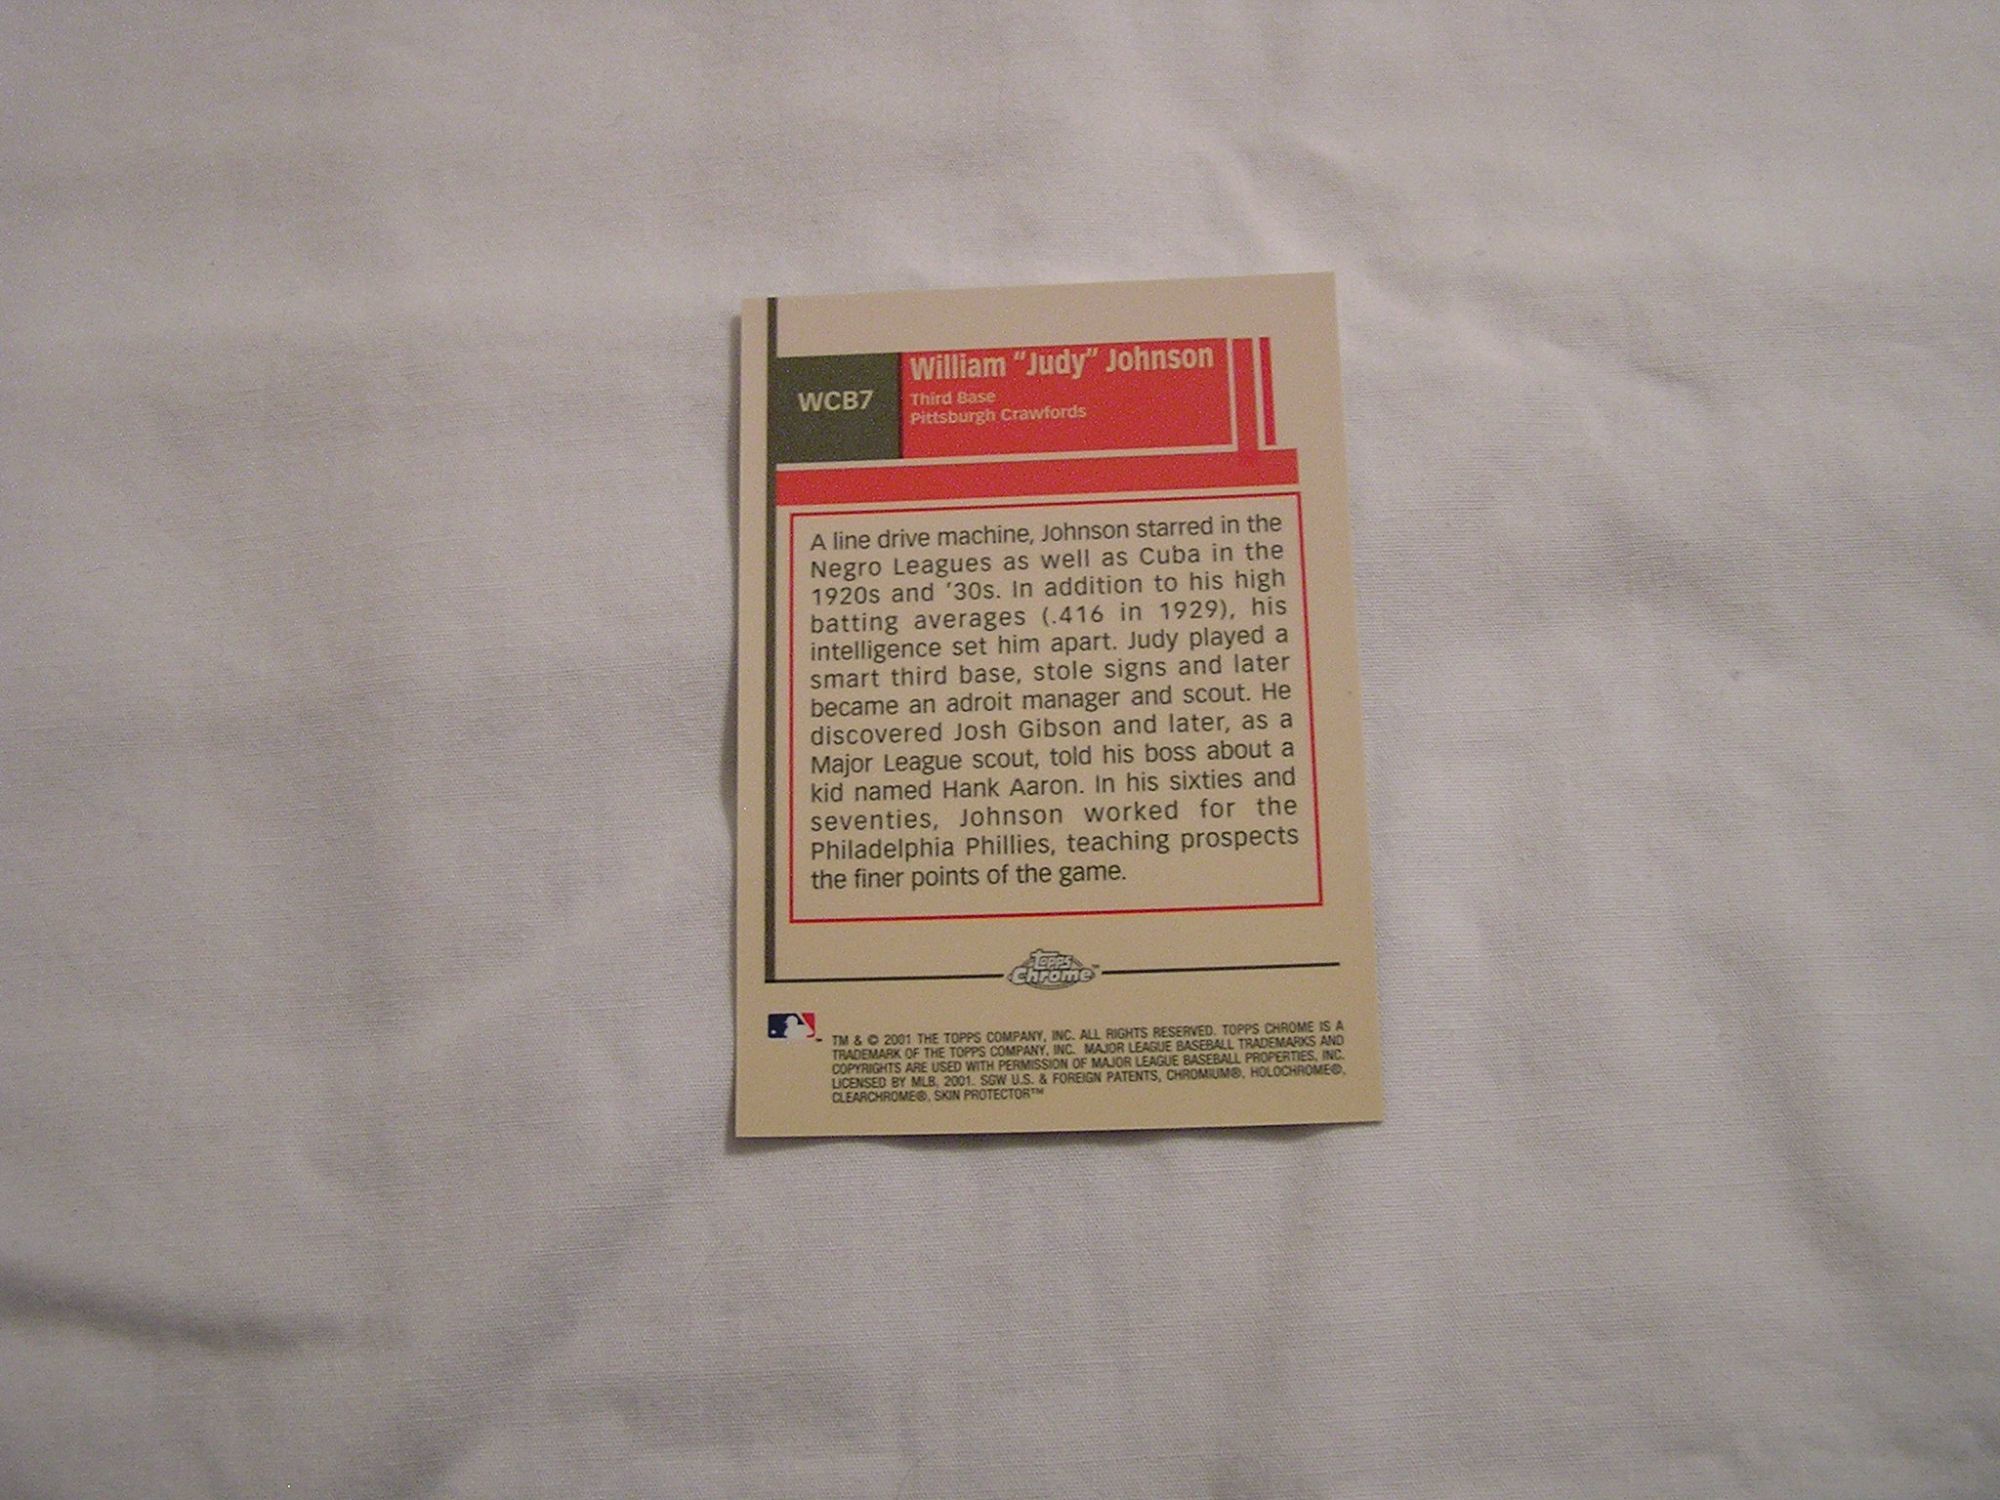 WCB7
William "Judy" Johnson
Third Base
Pittsburgh Crawfords
A line drive machine, Johnson starred in the
Negro Leagues as well as Cuba in the
1920s and '30s. In addition to his high
batting averages (.416 in 1929), his
intelligence set him apart. Judy played a
smart third base, stole signs and later
became an adroit manager and scout. He
discovered Josh Gibson and later, as a
Major League scout, told his boss about a
kid named Hank Aaron. In his sixties and
seventies, Johnson worked for the
Philadelphia Phillies, teaching prospects
the finer points of the game.
Topps
Chrome™
TM & © 2001 THE TOPPS COMPANY, INC. ALL RIGHTS RESERVED. TOPPS CHROME IS A
TRADEMARK OF THE TOPPS COMPANY, INC. MAJOR LEAGUE BASEBALL TRADEMARKS AND
COPYRIGHTS ARE USED WITH PERMISSION OF MAJOR LEAGUE BASEBALL PROPERTIES, INC.
LICENSED BY MLB, 2001. SGW U.S. & FOREIGN PATENTS, CHROMIUM®, HOLOCHROME®,
CLEARCHROME®, SKIN PROTECTOR™